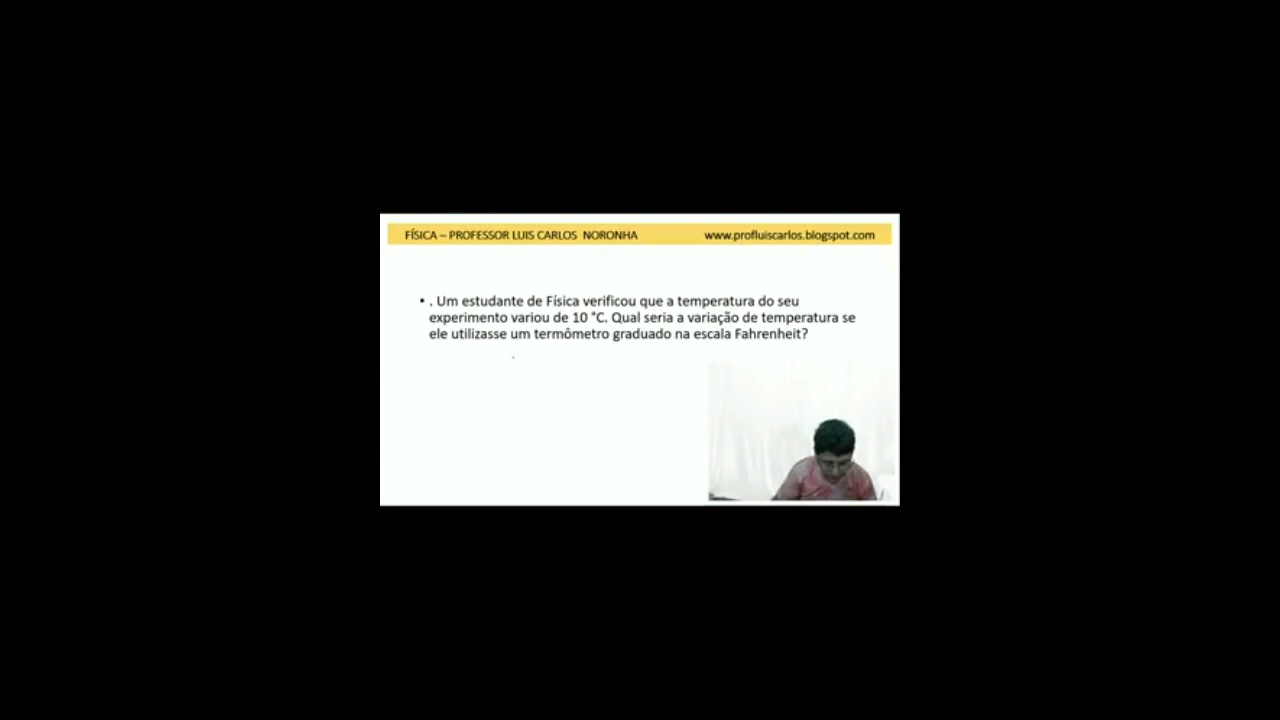 FÍSICA – PROFESSOR LUIS CARLOS NORONHA www.profluiscarlos.blogspot.com
• . Um estudante de Física verificou que a temperatura do seu
experimento variou de 10 °C. Qual seria a variação de temperatura se
ele utilizasse um termômetro graduado na escala Fahrenheit?